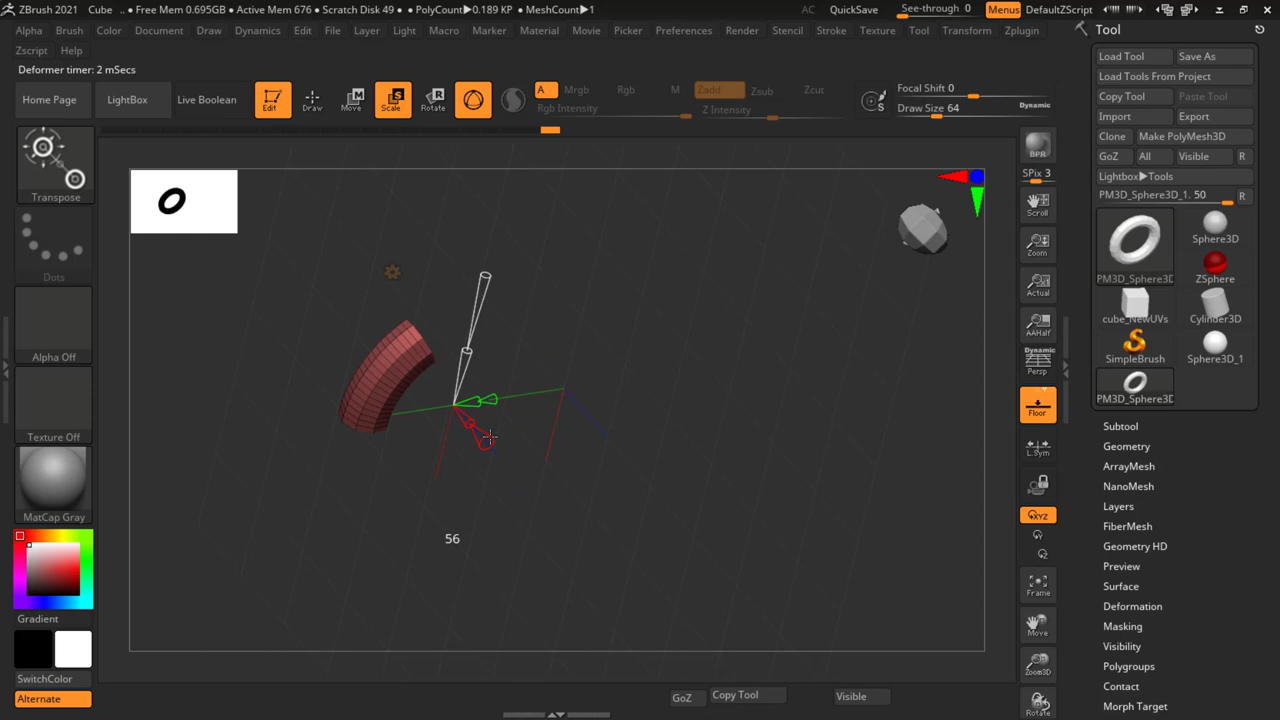 ZBrush 2021 Cube .. • Free Mem 0.695GB • Active Mem 676 • Scratch Disk 49 • PolyCount▶0.189 KP • MeshCount▶1 AC QuickSave See-through 0 Menus DefaultZScript
Alpha Brush Color Document Draw Dynamics Edit File Layer Light Macro Marker Material Movie Picker Preferences Render Stencil Stroke Texture Tool Transform Zplugin
Zscript Help
Tool
Deformer timer: 2 mSecs
Load Tool Save As
Load Tools From Project
Copy Tool Paste Tool
Import Export
Clone Make PolyMesh3D
GoZ All Visible R
Lightbox▶Tools
PM3D_Sphere3D_1. 50 R
Home Page LightBox Live Boolean Edit Draw Move Scale Rotate
A Mrgb Rgb M Zadd Zsub Zcut
Rgb Intensity Z Intensity
Focal Shift 0
Draw Size 64 Dynamic
Transpose
Dots
Alpha Off
Texture Off
MatCap Gray
Gradient
SwitchColor
Alternate
56
BPR
SPix 3
Scroll
Zoom
Actual
AAHalf
Dynamic
Persp
Floor
L.Sym
XYZ
Frame
Move
Zoom3D
Rotate
PM3D_Sphere3D Sphere3D
ZSphere
cube_NewUVs Cylinder3D
SimpleBrush Sphere3D_1
PM3D_Sphere3D
Subtool
Geometry
ArrayMesh
NanoMesh
Layers
FiberMesh
Geometry HD
Preview
Surface
Deformation
Masking
Visibility
Polygroups
Contact
Morph Target
GoZ Copy Tool Visible